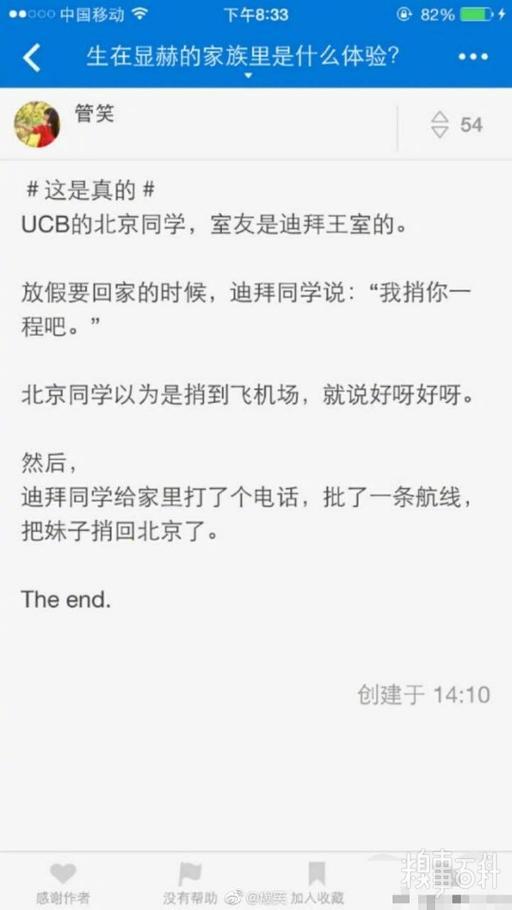 中国移动 下午8:33 82%
生在显赫的家族里是什么体验?
管笑
54
#这是真的#
UCB的北京同学，室友是迪拜王室的。
放假要回家的时候，迪拜同学说：“我捎你一
程吧。”
北京同学以为是捎到飞机场，就说好呀好呀。
然后，
迪拜同学给家里打了个电话，批了一条航线，
把妹子捎回北京了。
The end.
创建于 14:10
糗事百科
感谢作者 没有帮助 加入收藏